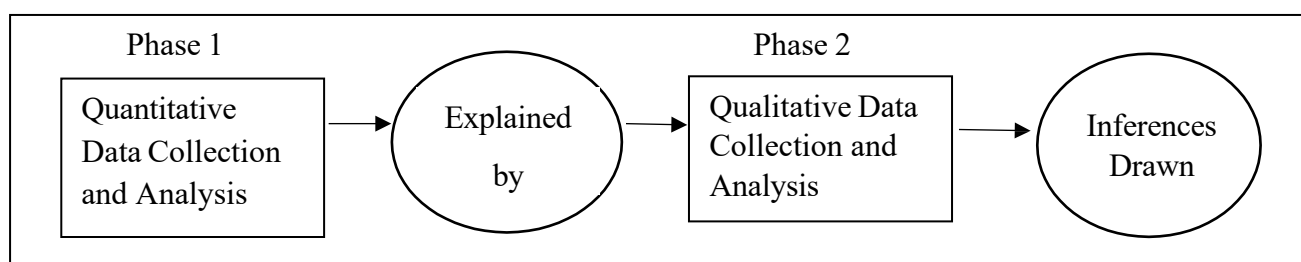 Phase 1
Quantitative
Data Collection
and Analysis
Explained
by
Phase 2
Qualitative Data
Collection and
Analysis
Inferences
Drawn